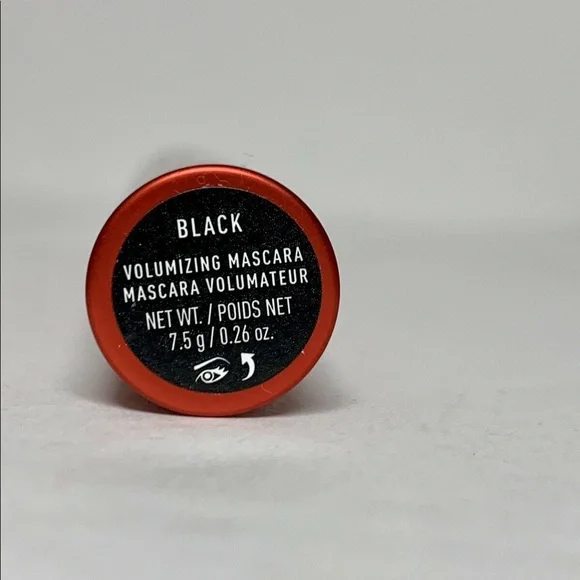 BLACK
VOLUMIZING MASCARA
MASCARA VOLUMATEUR
NET WT. / POIDS NET
7.5 g / 0.26 oz.